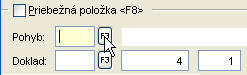 Priebežná položka <F8>
Pohyb: F3
Doklad: F3 4 1